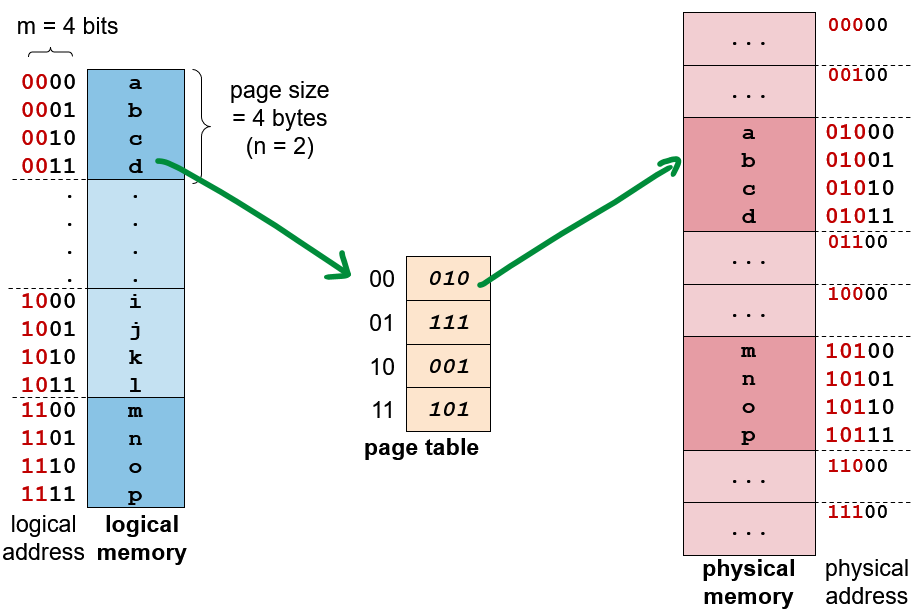 m = 4 bits
0000 a
0001 b
0010 c
0011 d
page size
= 4 bytes
(n = 2)
. .
. .
. .
. .
1000 i
1001 j
1010 k
1011 l
1100 m
1101 n
1110 o
1111 p
logical
address
logical
memory
00 010
01 111
10 001
11 101
page table
... 00000
... 00100
a 01000
b 01001
c 01010
d 01011
... 01100
... 10000
m 10100
n 10101
o 10110
p 10111
... 11000
... 11100
physical
memory
physical
address